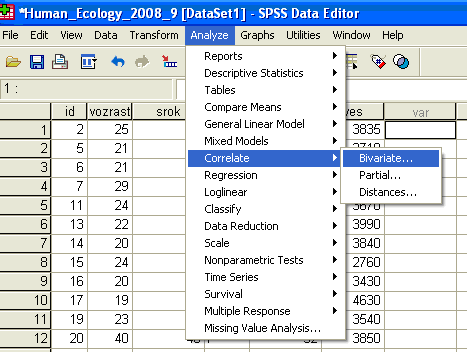 *Human_Ecology_2008_9 [DataSet1] - SPSS Data Editor
File Edit View Data Transform Analyze Graphs Utilities Window Help
1 :
id vozrast srok ves var
Reports
Descriptive Statistics
Tables
Compare Means
General Linear Model
Mixed Models
Correlate
Regression
Loglinear
Classify
Data Reduction
Scale
Nonparametric Tests
Time Series
Survival
Multiple Response
Missing Value Analysis...
Bivariate...
Partial...
Distances...
1 2 25 3835
2 5 21
3 6 21
4 7 29
5 11 24
6 13 22 3990
7 14 20 3840
8 15 24 2760
9 16 20 3430
10 17 19 4630
11 19 23 3540
12 20 40 3850